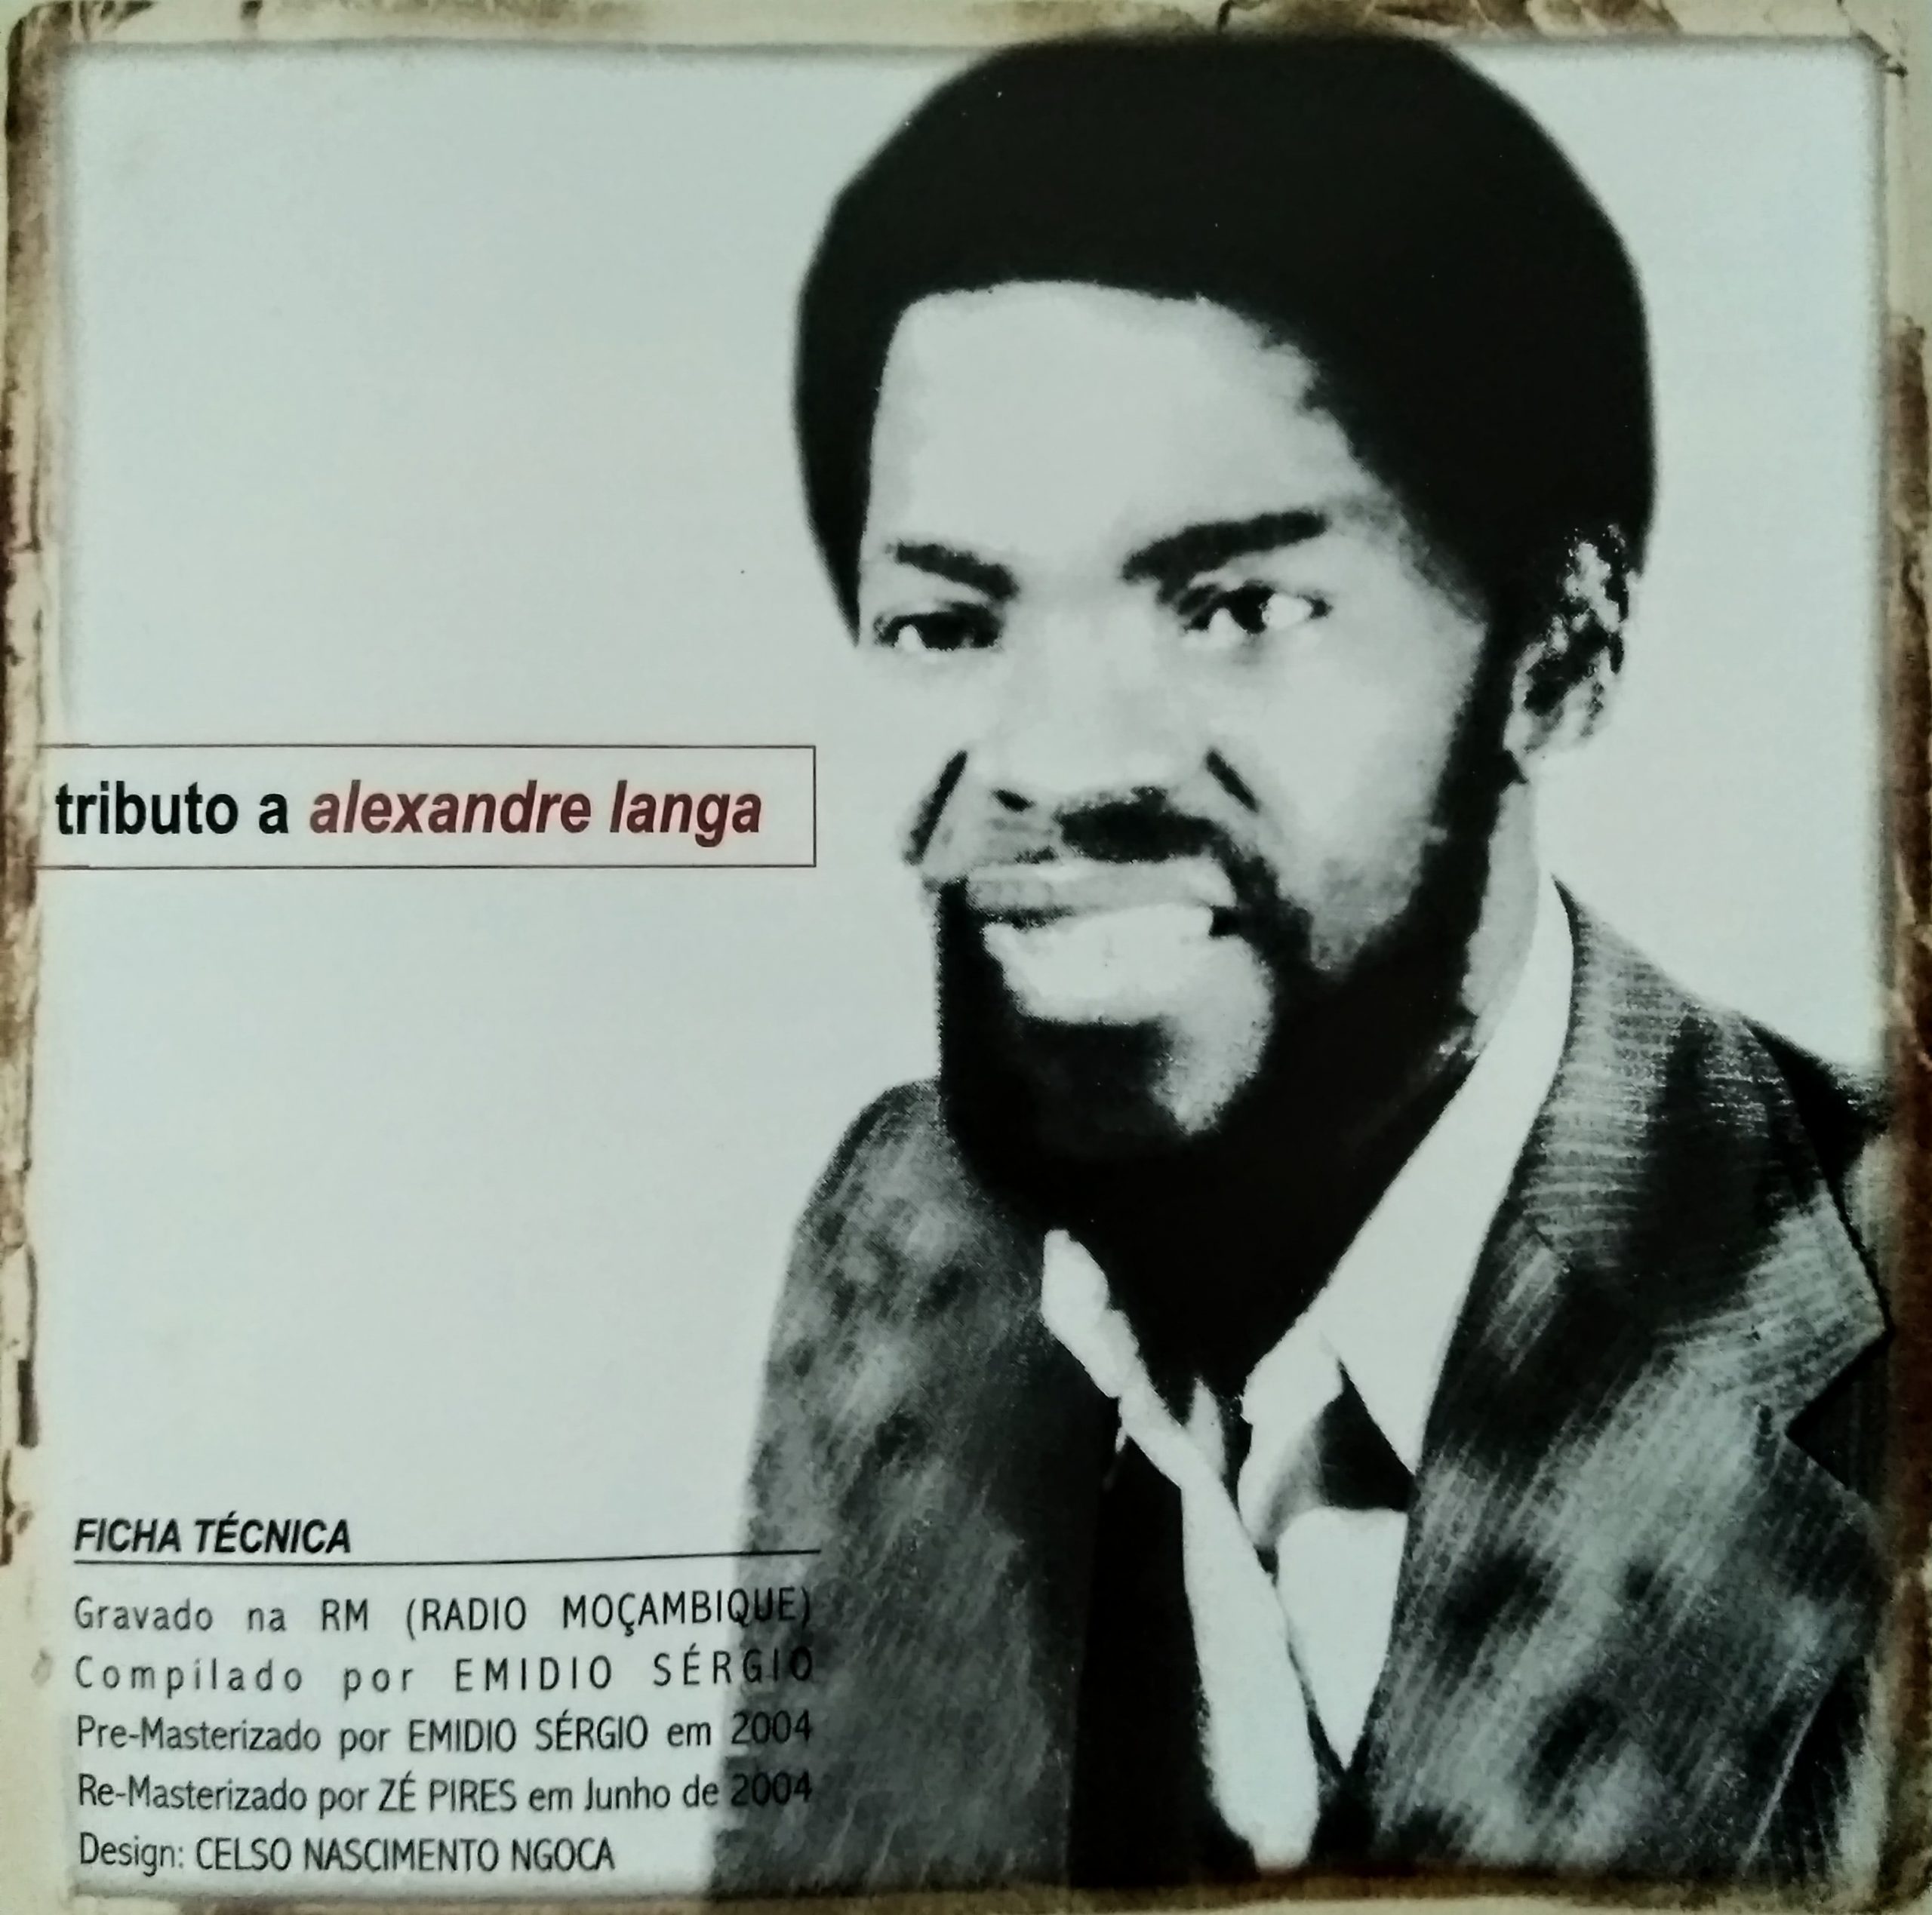 tributo a alexandre langa
FICHA TÉCNICA
Gravado na RM (RADIO MOÇAMBIQUE)
Compilado por EMIDIO SÉRGIO
Pre-Masterizado por EMIDIO SÉRGIO em 2004
Re-Masterizado por ZÉ PIRES em Junho de 2004
Design: CELSO NASCIMENTO NGOCA